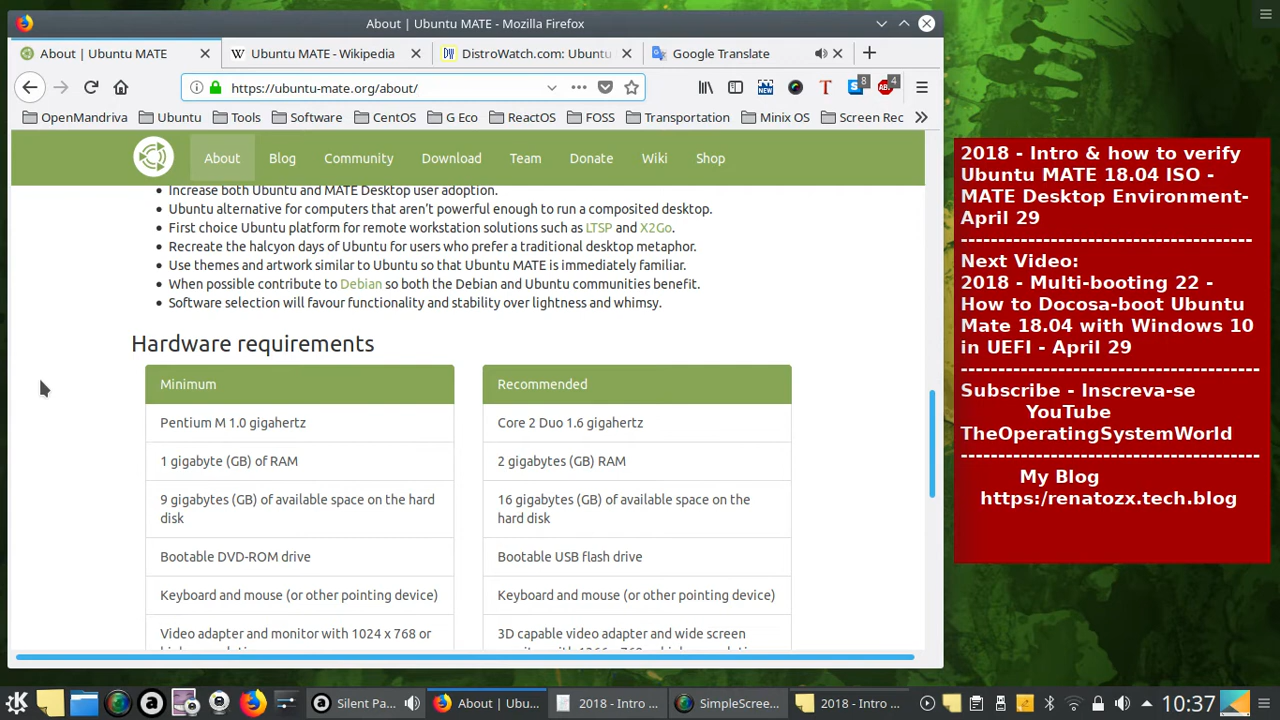 About | Ubuntu MATE - Mozilla Firefox
About | Ubuntu MATE
W Ubuntu MATE - Wikipedia
DW DistroWatch.com: Ubuntu
Google Translate
https://ubuntu-mate.org/about/
T
8
4
OpenMandriva
Ubuntu
Tools
Software
CentOS
G Eco
ReactOS
FOSS
Transportation
Minix OS
Screen Rec
About
Blog
Community
Download
Team
Donate
Wiki
Shop
Increase both Ubuntu and MATE Desktop user adoption.
Ubuntu alternative for computers that aren't powerful enough to run a composited desktop.
First choice Ubuntu platform for remote workstation solutions such as LTSP and X2Go.
Recreate the halcyon days of Ubuntu for users who prefer a traditional desktop metaphor.
Use themes and artwork similar to Ubuntu so that Ubuntu MATE is immediately familiar.
When possible contribute to Debian so both the Debian and Ubuntu communities benefit.
Software selection will favour functionality and stability over lightness and whimsy.
Hardware requirements
Minimum
Pentium M 1.0 gigahertz
1 gigabyte (GB) of RAM
9 gigabytes (GB) of available space on the hard
disk
Bootable DVD-ROM drive
Keyboard and mouse (or other pointing device)
Video adapter and monitor with 1024 x 768 or
Recommended
Core 2 Duo 1.6 gigahertz
2 gigabytes (GB) RAM
16 gigabytes (GB) of available space on the
hard disk
Bootable USB flash drive
Keyboard and mouse (or other pointing device)
3D capable video adapter and wide screen
2018 - Intro & how to verify
Ubuntu MATE 18.04 ISO -
MATE Desktop Environment-
April 29
---------------------------------------
Next Video:
2018 - Multi-booting 22 -
How to Docosa-boot Ubuntu
Mate 18.04 with Windows 10
in UEFI - April 29
----------------------------------------
Subscribe - Inscreva-se
YouTube
TheOperatingSystemWorld
----------------------------------------
My Blog
https:/renatozx.tech.blog
Silent Pa...
About | Ubu...
2018 - Intro ...
SimpleScree...
2018 - Intro ...
10:37